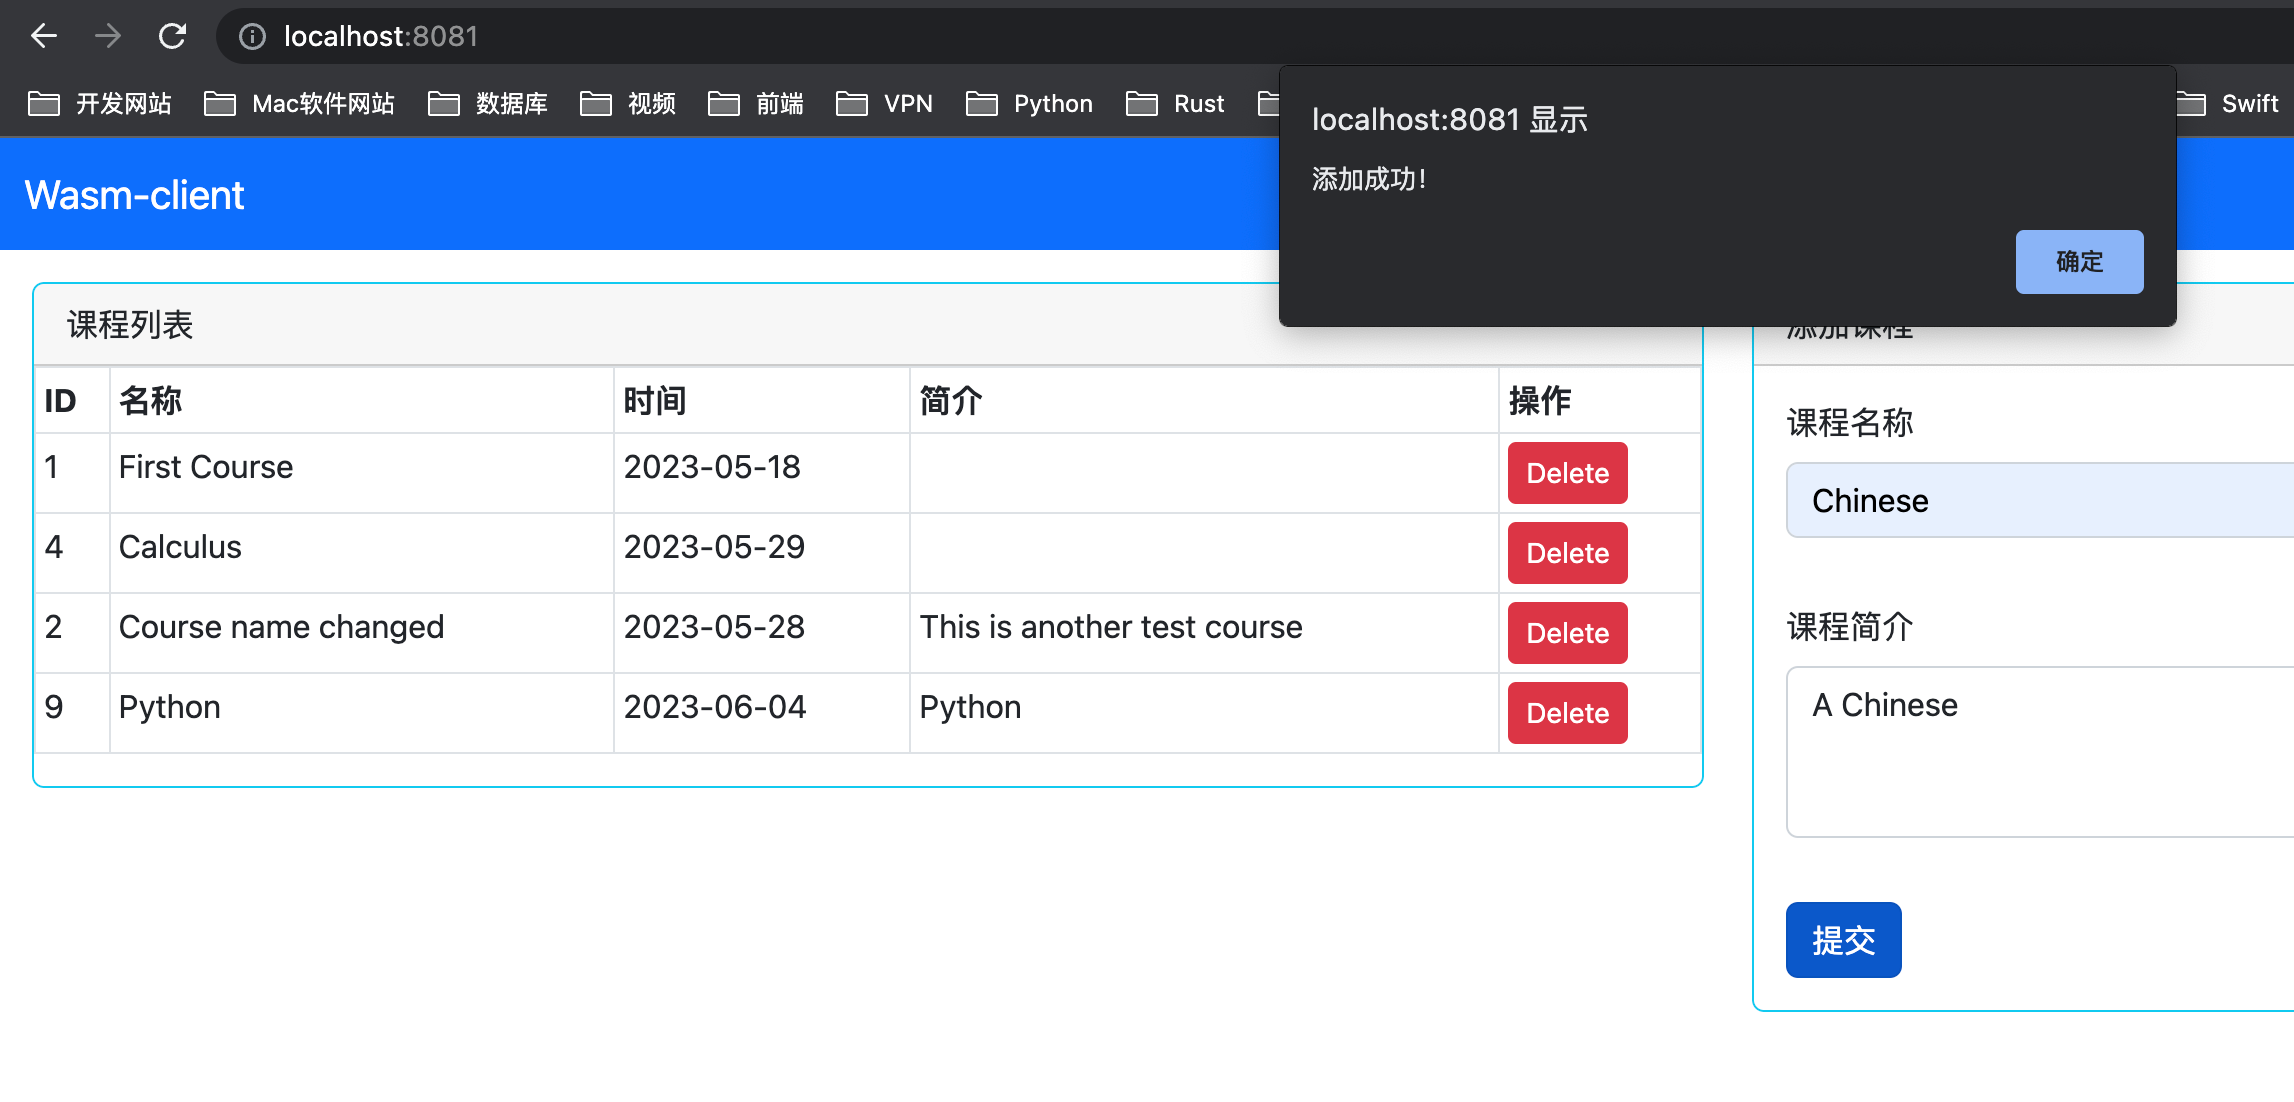 localhost:8081
开发网站 Mac软件网站 数据库 视频 前端 VPN Python Rust Swift
localhost:8081 显示
添加成功!
确定
Wasm-client
课程列表
ID 名称 时间 简介 操作
1 First Course 2023-05-18 Delete
4 Calculus 2023-05-29 Delete
2 Course name changed 2023-05-28 This is another test course Delete
9 Python 2023-06-04 Python Delete
添加课程
课程名称
Chinese
课程简介
A Chinese
提交